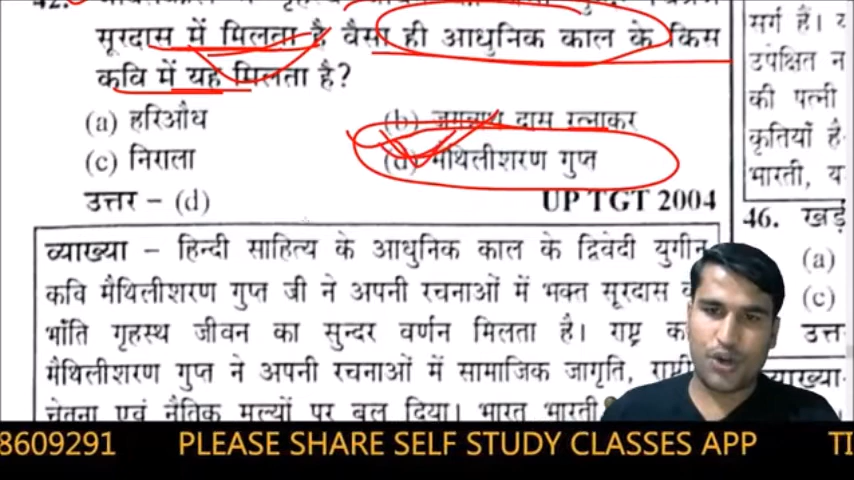 42.
सूरदास में मिलता है वैसा ही आधुनिक काल के किस
कवि में यह मिलता है?
(a) हरिऔध
(b) जगन्नाथ दास रत्नाकर
(c) निराला
(d) मैथिलीशरण गुप्त
उत्तर – (d)
UP TGT 2004
व्याख्या – हिन्दी साहित्य के आधुनिक काल के द्विवेदी युगीन
कवि मैथिलीशरण गुप्त जी ने अपनी रचनाओं में भक्त सूरदास
भाँति गृहस्थ जीवन का सुन्दर वर्णन मिलता है। राष्ट्र
मैथिलीशरण गुप्त ने अपनी रचनाओं में सामाजिक जागृति,
चेतना एवं नैतिक मूल्यों पर बल दिया। भारत भारती
सर्ग हैं।
उपेक्षित
की पत्नी
कृतियाँ है
भारती,
46.
(a)
(c)
8609291 PLEASE SHARE SELF STUDY CLASSES APP